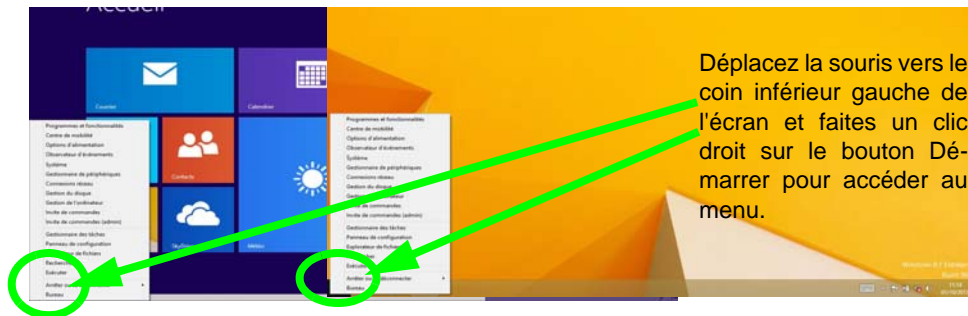 Accueil
Courrier
Calendrier
Contacts
Météo
Programmes et fonctionnalités
Centre de mobilité
Options d'alimentation
Observateur d'événements
Système
Gestionnaire de périphériques
Connexions réseau
Gestion du disque
Gestion de l'ordinateur
Invite de commandes
Invite de commandes (admin)
Gestionnaire des tâches
Panneau de configuration
de fichiers
Exécuter
Bureau
Programmes et fonctionnalités
Centre de mobilité
Options d'alimentation
Observateur d'événements
Système
Gestionnaire de périphériques
Connexions réseau
Gestion du disque
de commandes
Invite de commandes (admin)
Gestionnaire des tâches
Panneau de configuration
Explorateur de fichiers
Bureau
Déplacez la souris vers le
coin inférieur gauche de
l'écran et faites un clic
droit sur le bouton Dé-
marrer pour accéder au
menu.